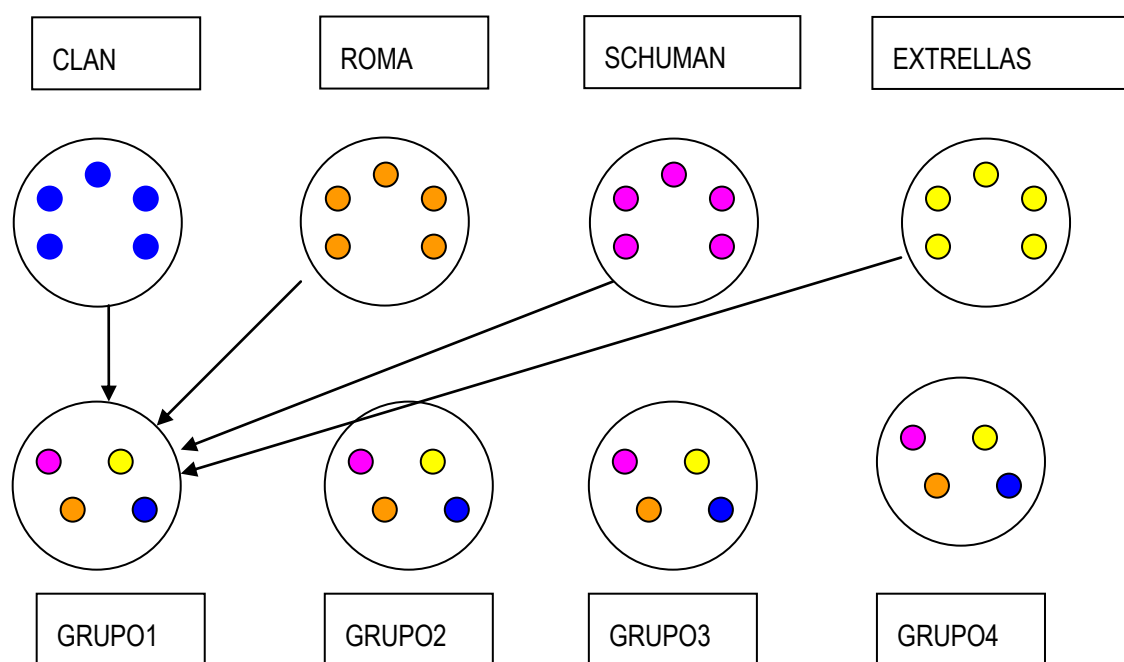 CLAN
ROMA
SCHUMAN
EXTRELLAS
GRUPO1
GRUPO2
GRUPO3
GRUPO4